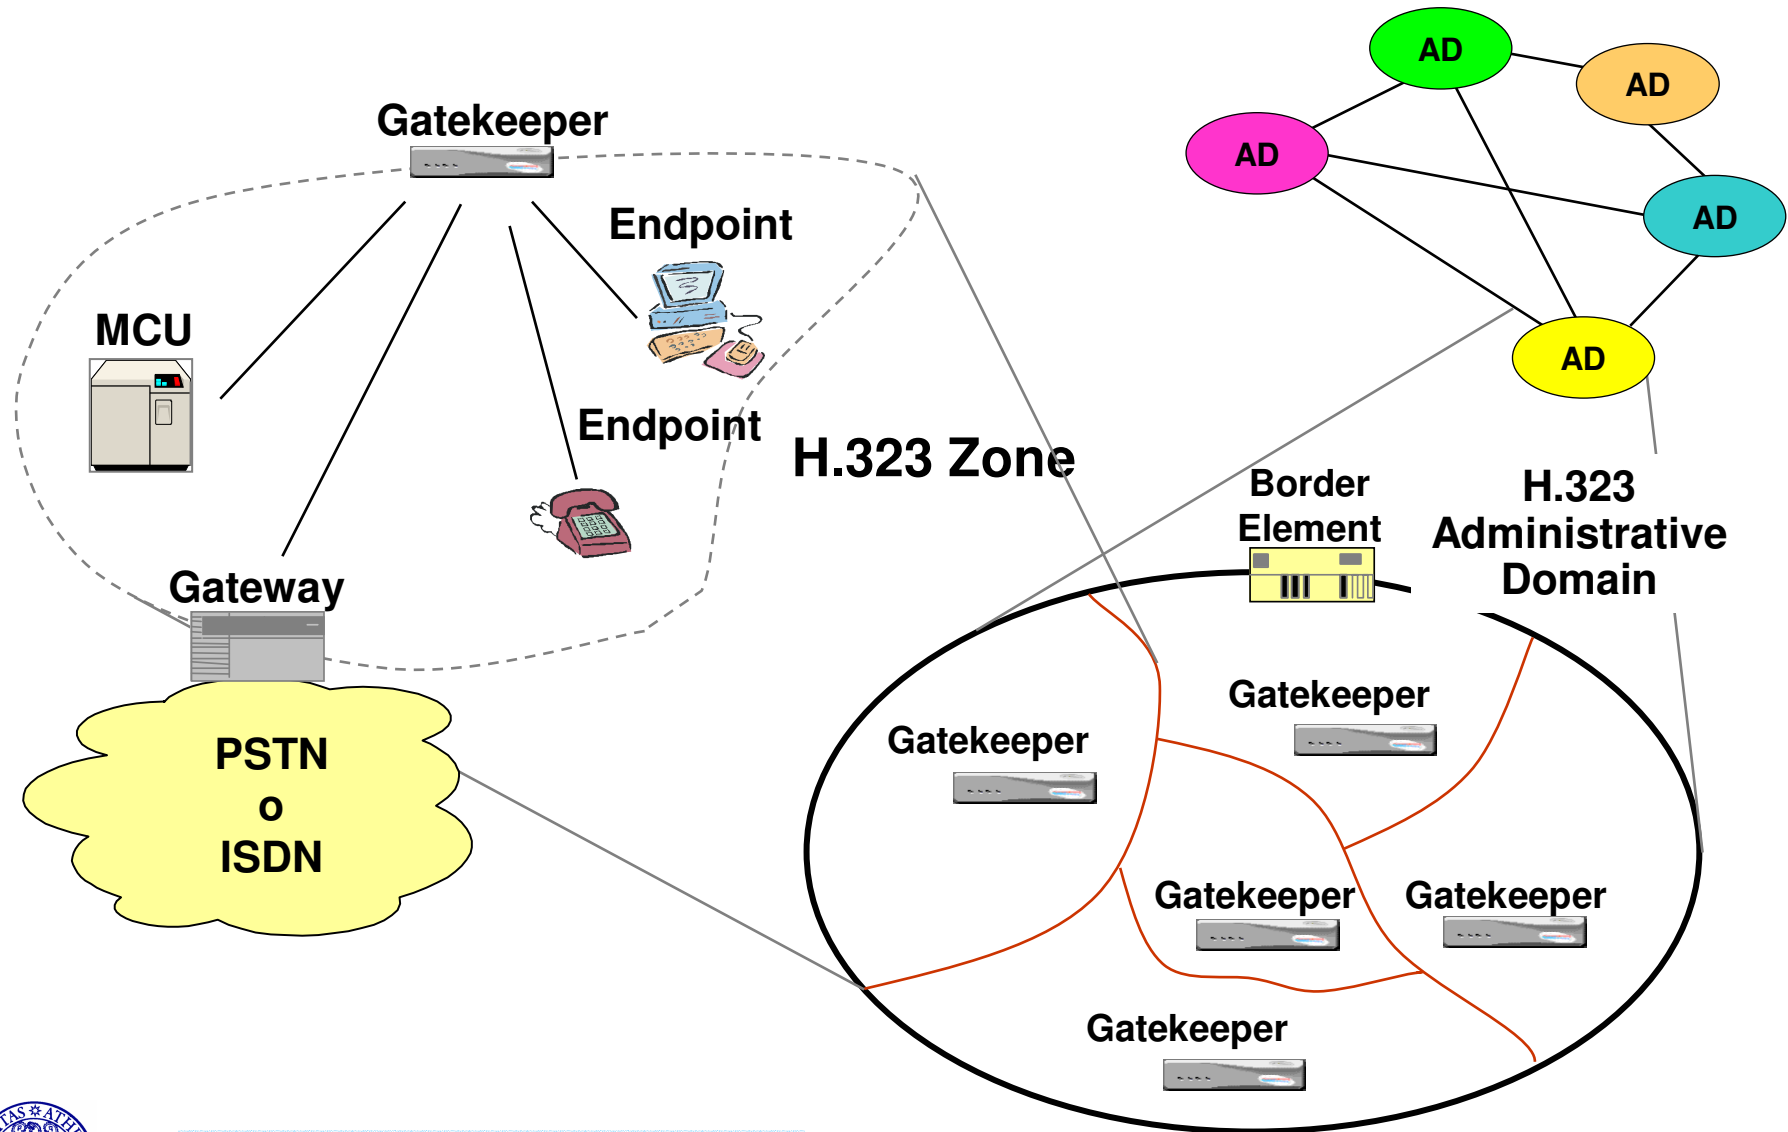 AD
AD
AD
AD
AD
Gatekeeper
Endpoint
MCU
Endpoint
H.323 Zone
Gateway
PSTN
o
ISDN
Border
Element
H.323
Administrative
Domain
Gatekeeper
Gatekeeper
Gatekeeper
Gatekeeper
Gatekeeper